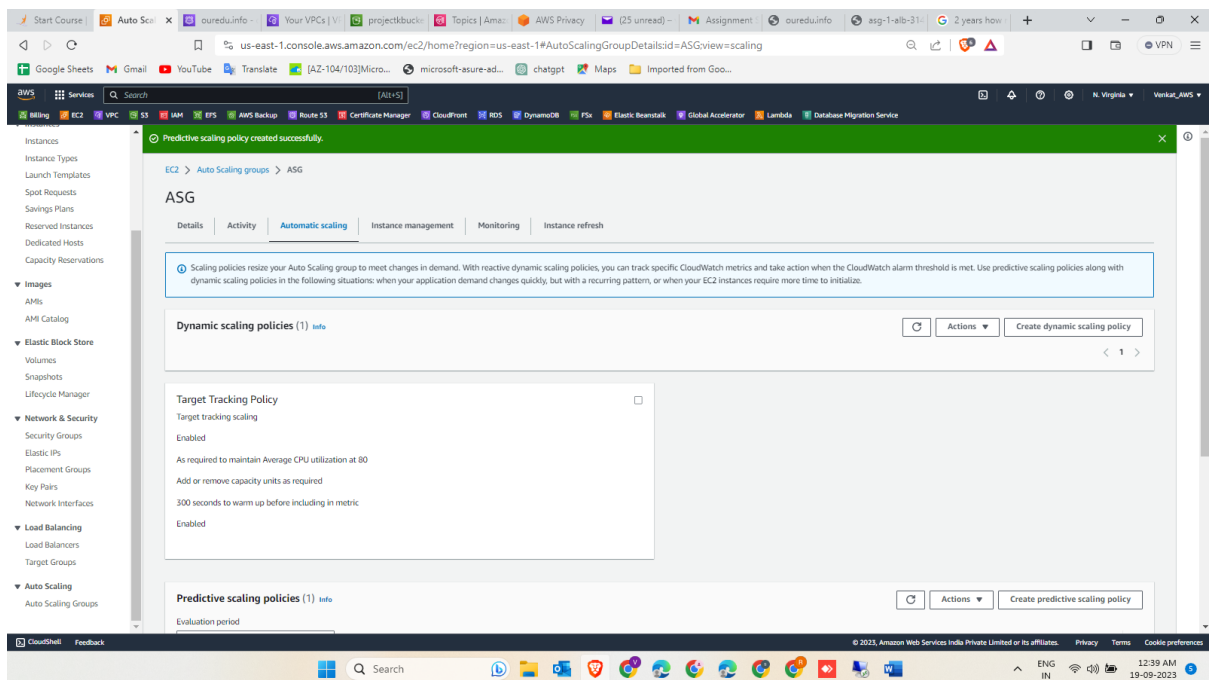 Start Course
Auto Scal
ouredu.info -
Your VPCs | V
projectkbucke
Topics | Amaz
AWS Privacy
(25 unread) –
Assignment
ouredu.info
asg-1-alb-31
2 years how
us-east-1.console.aws.amazon.com/ec2/home?region=us-east-1#AutoScalingGroupDetails:id=ASG;view=scaling
VPN
Google Sheets
Gmail
YouTube
Translate
[AZ-104/103]Micro...
microsoft-asure-ad...
chatgpt
Maps
Imported from Goo...
aws
Services
Search
[Alt+S]
N. Virginia
Venkat_AWS
Billing
EC2
VPC
S3
IAM
EFS
AWS Backup
Route 53
Certificate Manager
CloudFront
RDS
DynamoDB
FSx
Elastic Beanstalk
Global Accelerator
Lambda
Database Migration Service
Instances
Instances
Instance Types
Launch Templates
Spot Requests
Savings Plans
Reserved Instances
Dedicated Hosts
Capacity Reservations
Images
AMIs
AMI Catalog
Elastic Block Store
Volumes
Snapshots
Lifecycle Manager
Network & Security
Security Groups
Elastic IPs
Placement Groups
Key Pairs
Network Interfaces
Load Balancing
Load Balancers
Target Groups
Auto Scaling
Auto Scaling Groups
Predictive scaling policy created successfully.
EC2 > Auto Scaling groups > ASG
ASG
Details
Activity
Automatic scaling
Instance management
Monitoring
Instance refresh
Scaling policies resize your Auto Scaling group to meet changes in demand. With reactive dynamic scaling policies, you can track specific CloudWatch metrics and take action when the CloudWatch alarm threshold is met. Use predictive scaling policies along with
dynamic scaling policies in the following situations: when your application demand changes quickly, but with a recurring pattern, or when your EC2 instances require more time to initialize.
Dynamic scaling policies (1) Info
Actions
Create dynamic scaling policy
< 1 >
Target Tracking Policy
Target tracking scaling
Enabled
As required to maintain Average CPU utilization at 80
Add or remove capacity units as required
300 seconds to warm up before including in metric
Enabled
Predictive scaling policies (1) Info
Actions
Create predictive scaling policy
Evaluation period
CloudShell
Feedback
© 2023, Amazon Web Services India Private Limited or its affiliates.
Privacy
Terms
Cookie preferences
Search
ENG
IN
12:39 AM
19-09-2023
5